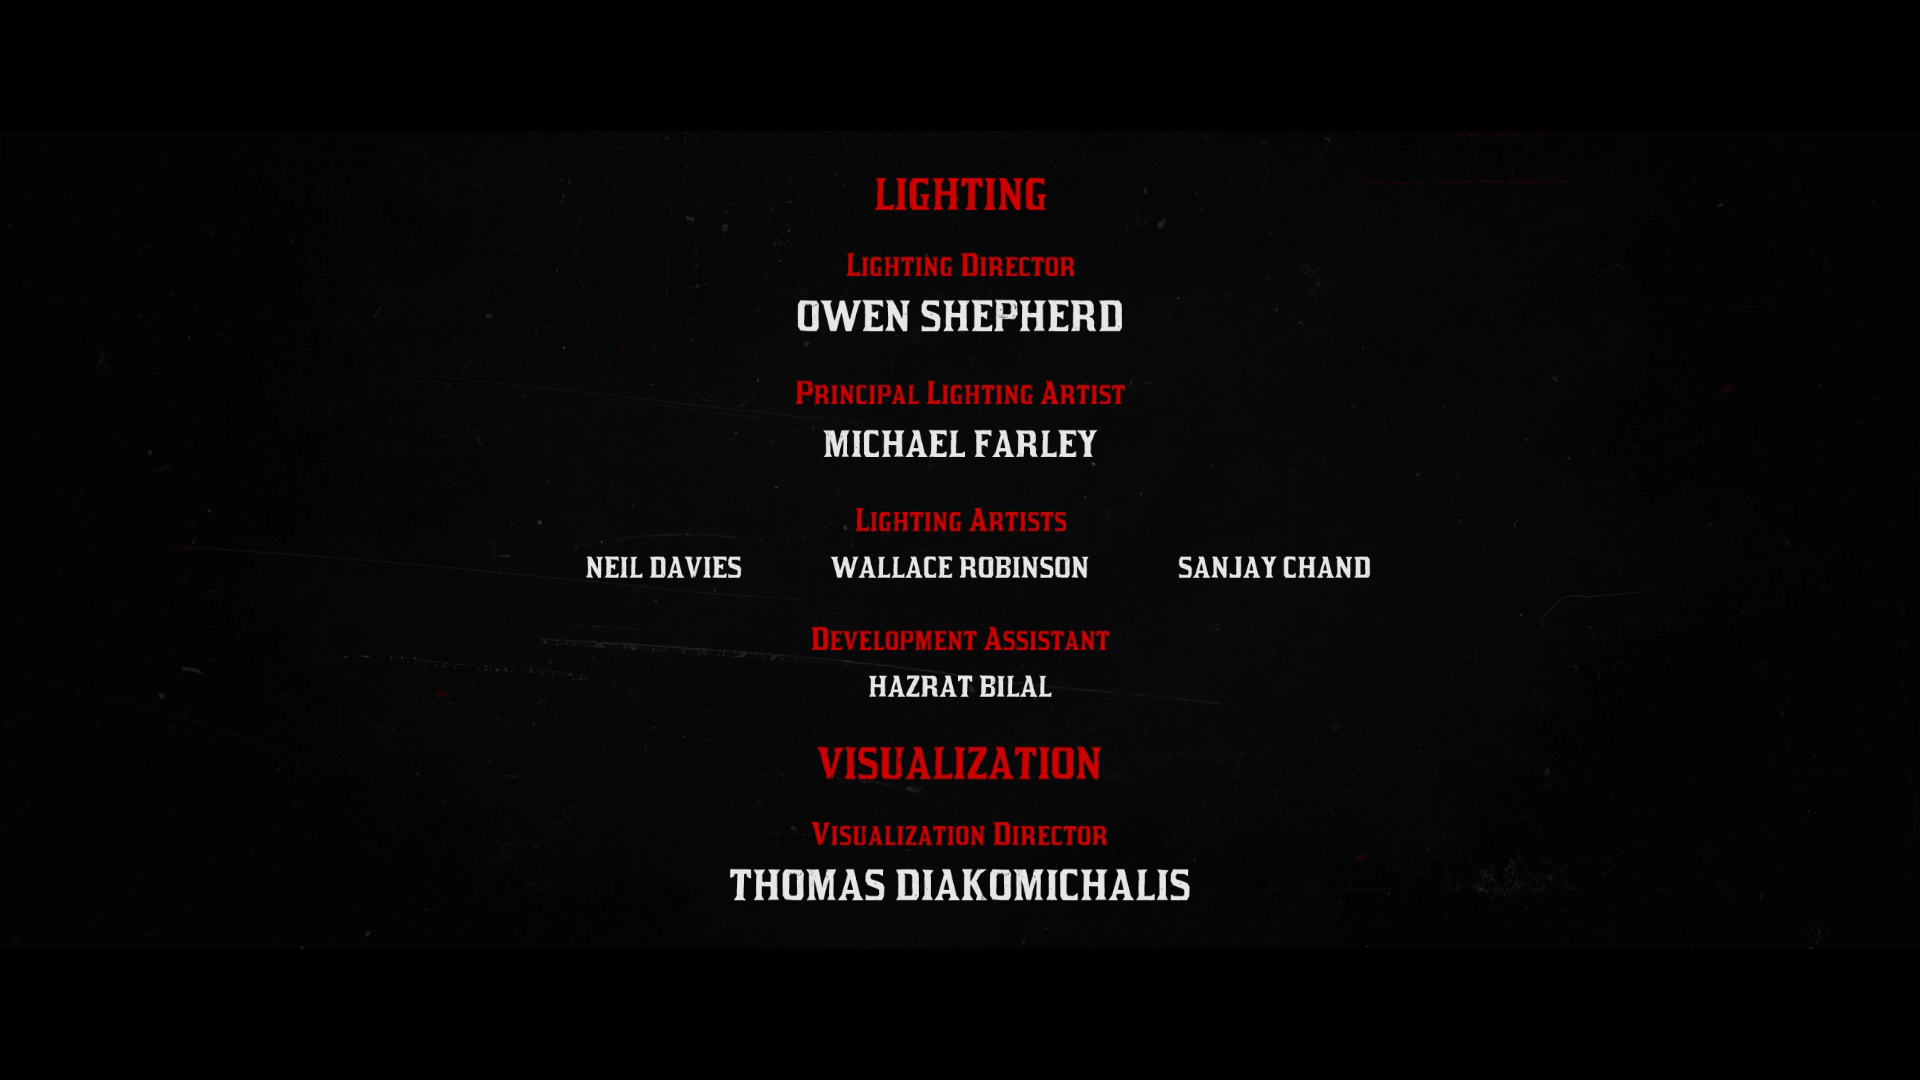 LIGHTING
LIGHTING DIRECTOR
OWEN SHEPHERD
PRINCIPAL LIGHTING ARTIST
MICHAEL FARLEY
LIGHTING ARTISTS
NEIL DAVIES WALLACE ROBINSON SANJAY CHAND
DEVELOPMENT ASSISTANT
HAZRAT BILAL
VISUALIZATION
VISUALIZATION DIRECTOR
THOMAS DIAKOMICHALIS